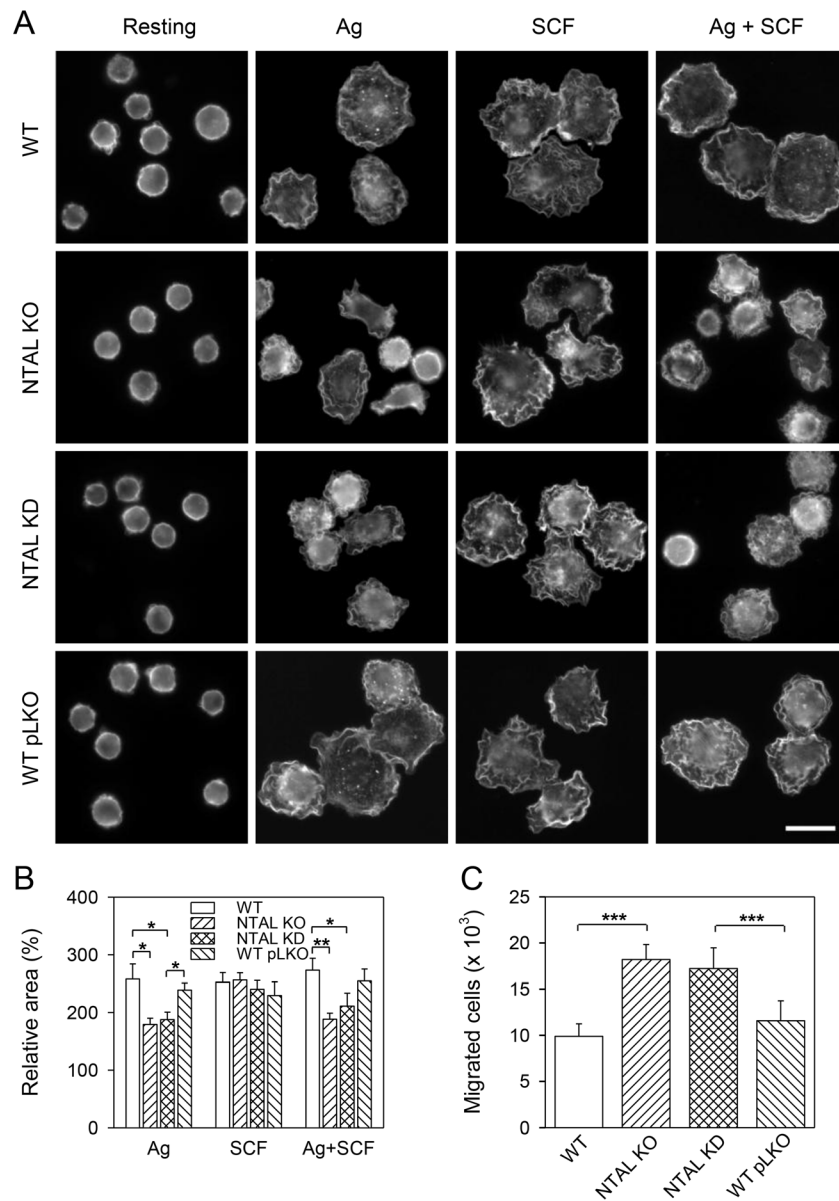 A
Resting Ag SCF Ag + SCF
WT
NTAL KO
NTAL KD
WT pLKO
B
Relative area (%)
400
300
200
100
0
WT
NTAL KO
NTAL KD
WT pLKO
* * * * **
Ag SCF Ag+SCF
C
Migrated cells (x 10³)
25
20
15
10
5
0
*** ***
WT NTAL KO NTAL KD WT pLKO